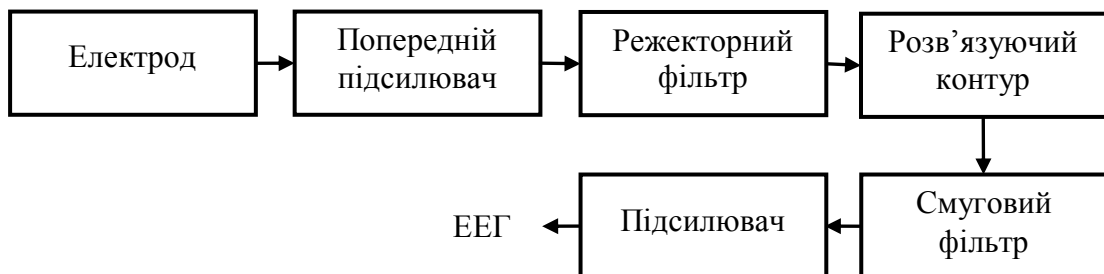 Електрод
Попередній
підсилювач
Режекторний
фільтр
Розв’язуючий
контур
Смуговий
фільтр
Підсилювач
ЕЕГ